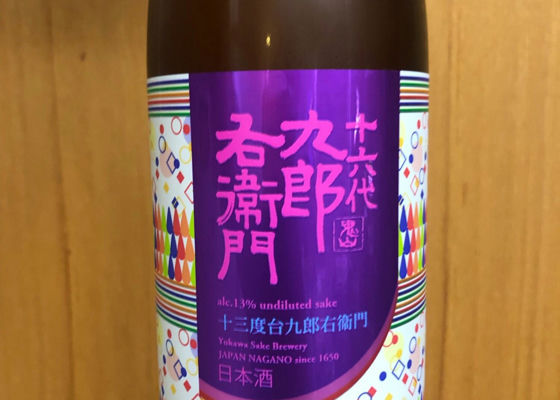 十六代
九郎
右衛門
alc.13% undiluted sake
十三度台九郎右衛門
Yukawa Sake Brewery
JAPAN NAGANO since 1650
日本酒